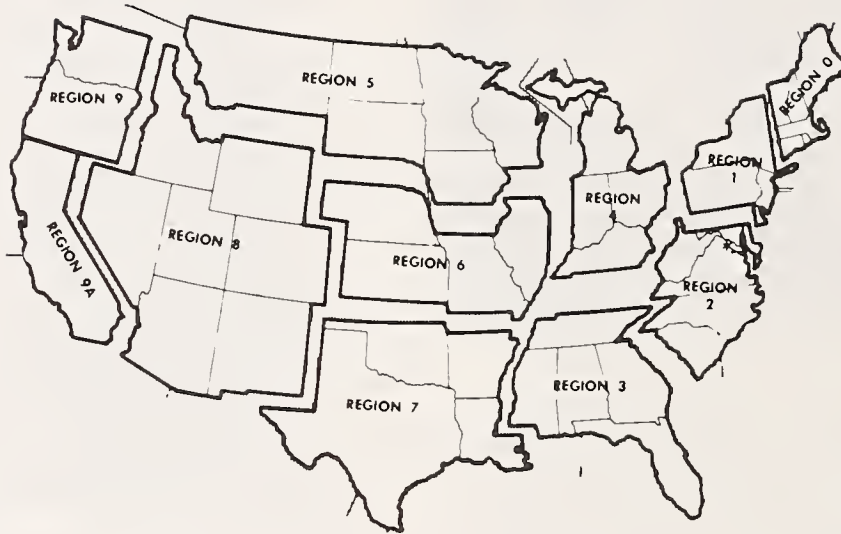 REGION 0
REGION 9
REGION 5
REGION
1
REGION
4
REGION 8
REGION 6
REGION 9A
REGION
2
REGION 3
REGION 7